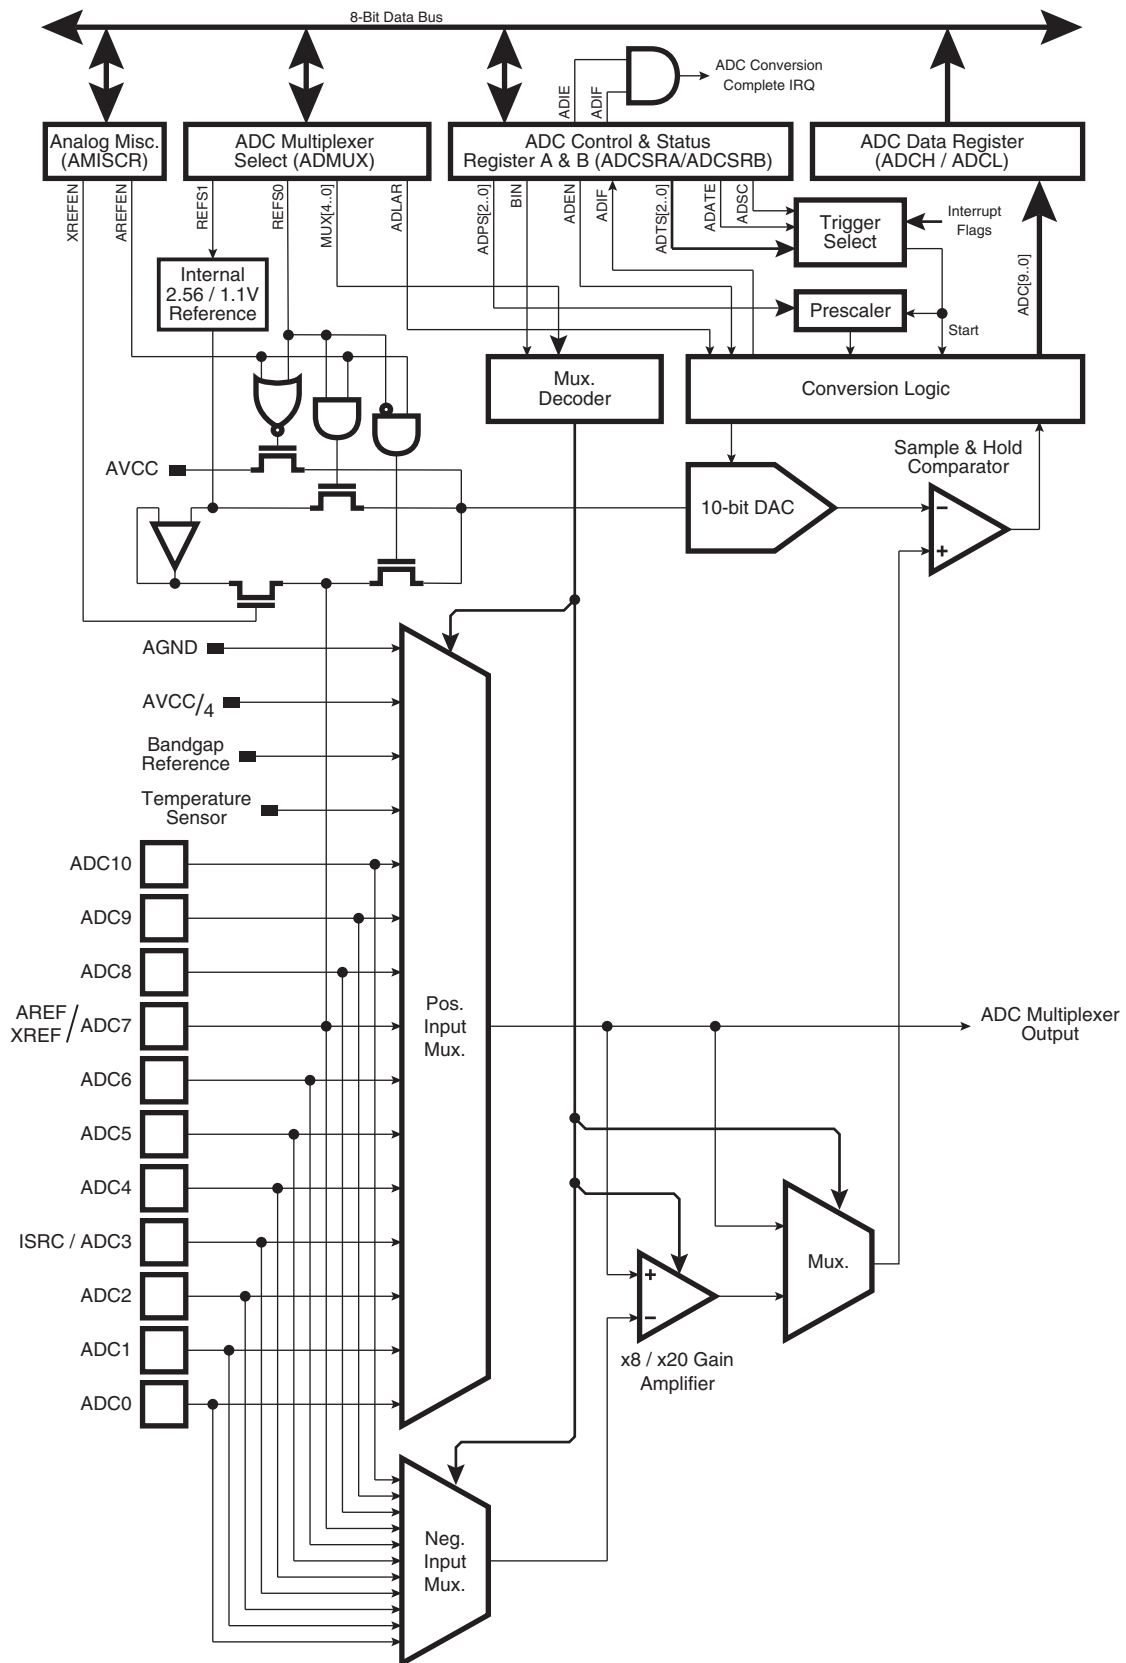 8-Bit Data Bus
ADIE
ADIF
ADC Conversion
Complete IRQ
Analog Misc.
(AMISCR)
ADC Multiplexer
Select (ADMUX)
ADC Control & Status
Register A & B (ADCSRA/ADCSRB)
ADC Data Register
(ADCH / ADCL)
XREFEN
AREFEN
REFS1
REFS0
MUX[4..0]
ADLAR
ADPS[2..0]
BIN
ADEN
ADIF
ADTS[2..0]
ADATE
ADSC
Trigger
Select
Interrupt
Flags
ADC[9..0]
Internal
2.56 / 1.1V
Reference
Prescaler
Start
Mux.
Decoder
Conversion Logic
AVCC
Sample & Hold
Comparator
10-bit DAC
−
+
AGND
AVCC/4
Bandgap
Reference
Temperature
Sensor
ADC10
ADC9
ADC8
AREF
XREF / ADC7
Pos.
Input
Mux.
ADC Multiplexer
Output
ADC6
ADC5
ADC4
ISRC / ADC3
ADC2
ADC1
ADC0
Mux.
+
−
x8 / x20 Gain
Amplifier
Neg.
Input
Mux.